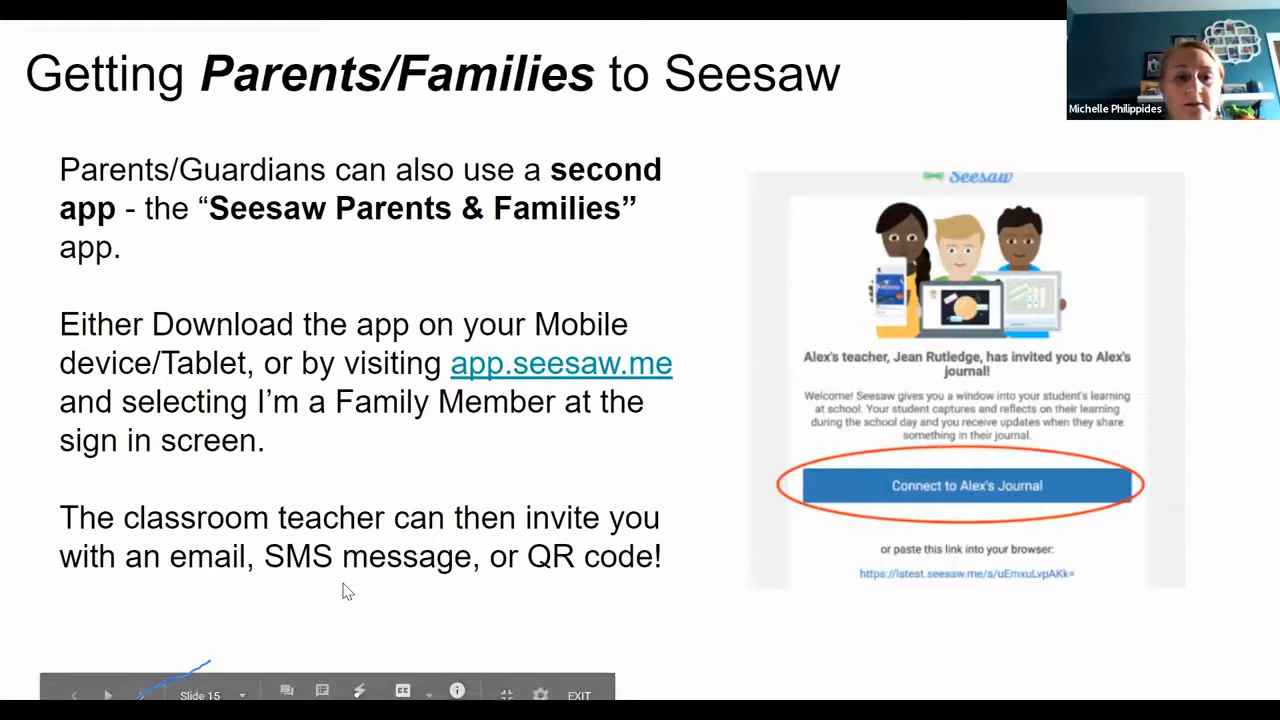 Getting Parents/Families to Seesaw
Michelle Philippides
Parents/Guardians can also use a second
app - the “Seesaw Parents & Families”
app.
Either Download the app on your Mobile
device/Tablet, or by visiting app.seesaw.me
and selecting I’m a Family Member at the
sign in screen.
The classroom teacher can then invite you
with an email, SMS message, or QR code!
Seesaw
Alex's teacher, Jean Rutledge, has invited you to Alex's
journal!
Welcome! Seesaw gives you a window into your student's learning
at school. Your student captures and reflects on their learning
during the school day and you receive updates when they share
something in their journal.
Connect to Alex's Journal
or paste this link into your browser:
https://latest.seesaw.me/s/uEmxuLvpAKk=
Slide 15
CC
EXIT